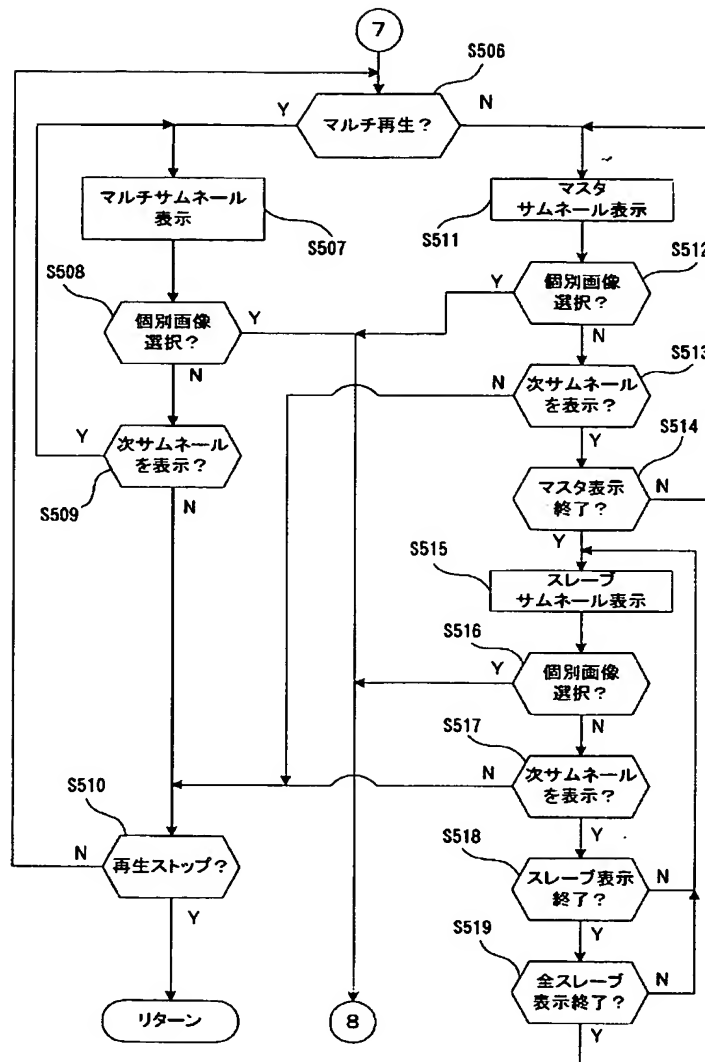 7
S506
Y
マルチ再生？
N
マルチサムネール
表示
S507
マスタ
サムネール表示
S511
S508
個別画像
選択？
Y
N
S512
Y
個別画像
選択？
N
S513
N
次サムネール
を表示？
Y
Y
次サムネール
を表示？
S509
N
S514
マスタ表示
終了？
N
Y
S515
スレーブ
サムネール表示
S516
Y
個別画像
選択？
N
S517
N
次サムネール
を表示？
Y
S510
N
再生ストップ？
Y
S518
スレーブ表示
終了？
N
Y
S519
全スレーブ
表示終了？
N
Y
リターン
8